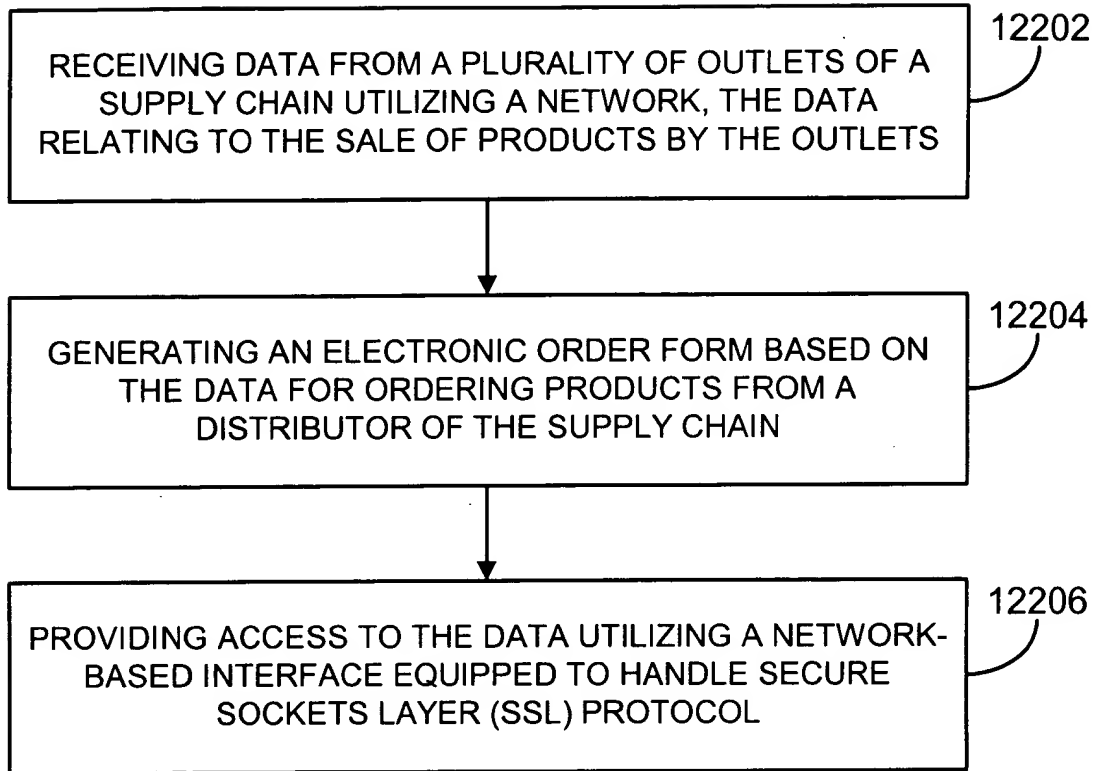 12202
RECEIVING DATA FROM A PLURALITY OF OUTLETS OF A
SUPPLY CHAIN UTILIZING A NETWORK, THE DATA
RELATING TO THE SALE OF PRODUCTS BY THE OUTLETS
12204
GENERATING AN ELECTRONIC ORDER FORM BASED ON
THE DATA FOR ORDERING PRODUCTS FROM A
DISTRIBUTOR OF THE SUPPLY CHAIN
12206
PROVIDING ACCESS TO THE DATA UTILIZING A NETWORK-
BASED INTERFACE EQUIPPED TO HANDLE SECURE
SOCKETS LAYER (SSL) PROTOCOL